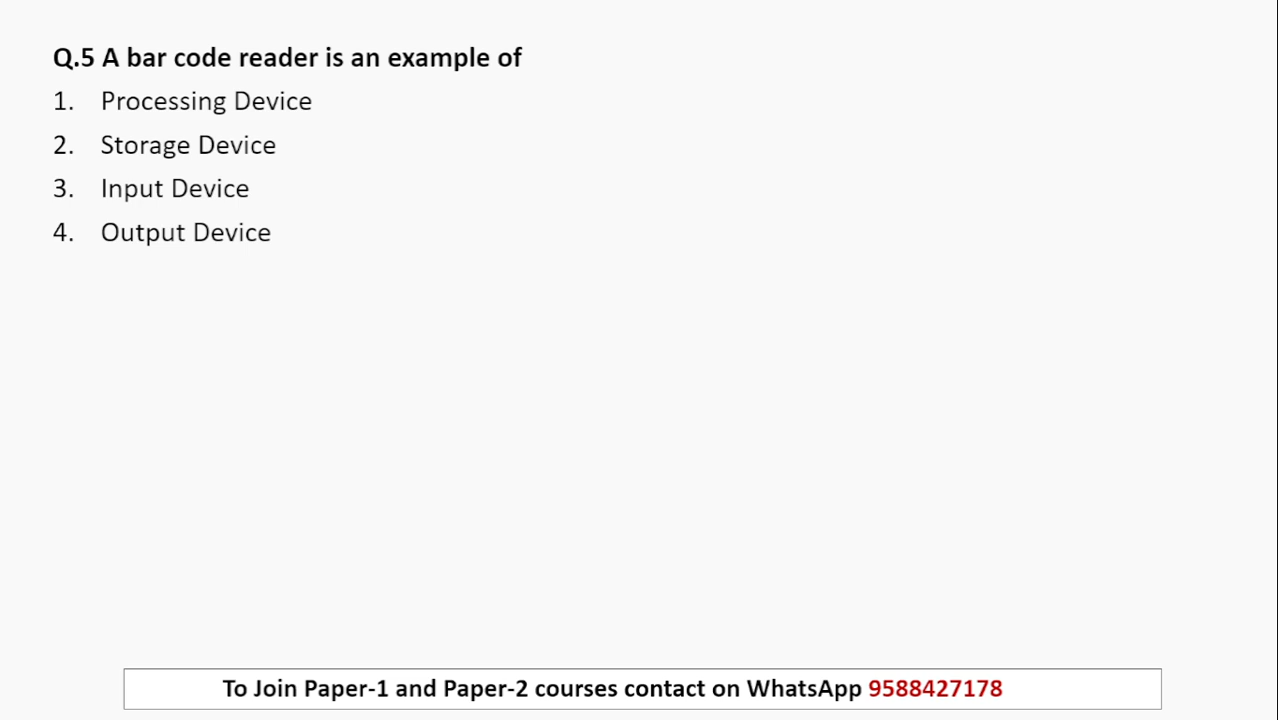 Q.5 A bar code reader is an example of
1. Processing Device
2. Storage Device
3. Input Device
4. Output Device
To Join Paper-1 and Paper-2 courses contact on WhatsApp 9588427178